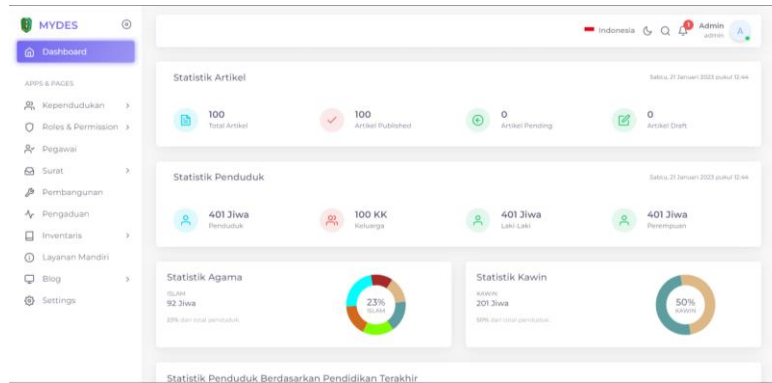 MYDES
Indonesia
1
Admin
admin
A
Dashboard
APPS & PAGES
Kependudukan
Roles & Permission
Pegawai
Surat
Pembangunan
Pengaduan
Inventaris
Layanan Mandiri
Blog
Settings
Statistik Artikel
Sabtu, 21 Januari 2023 pukul 12.44
100
Total Artikel
100
Artikel Published
0
Artikel Pending
0
Artikel Draft
Statistik Penduduk
Sabtu, 21 Januari 2023 pukul 12.44
401 Jiwa
Penduduk
100 KK
Keluarga
401 Jiwa
Laki-Laki
401 Jiwa
Perempuan
Statistik Agama
ISLAM
92 Jiwa
23% dari total penduduk.
23%
ISLAM
Statistik Kawin
KAWIN
201 Jiwa
50% dari total penduduk.
50%
KAWIN
Statistik Penduduk Berdasarkan Pendidikan Terakhir